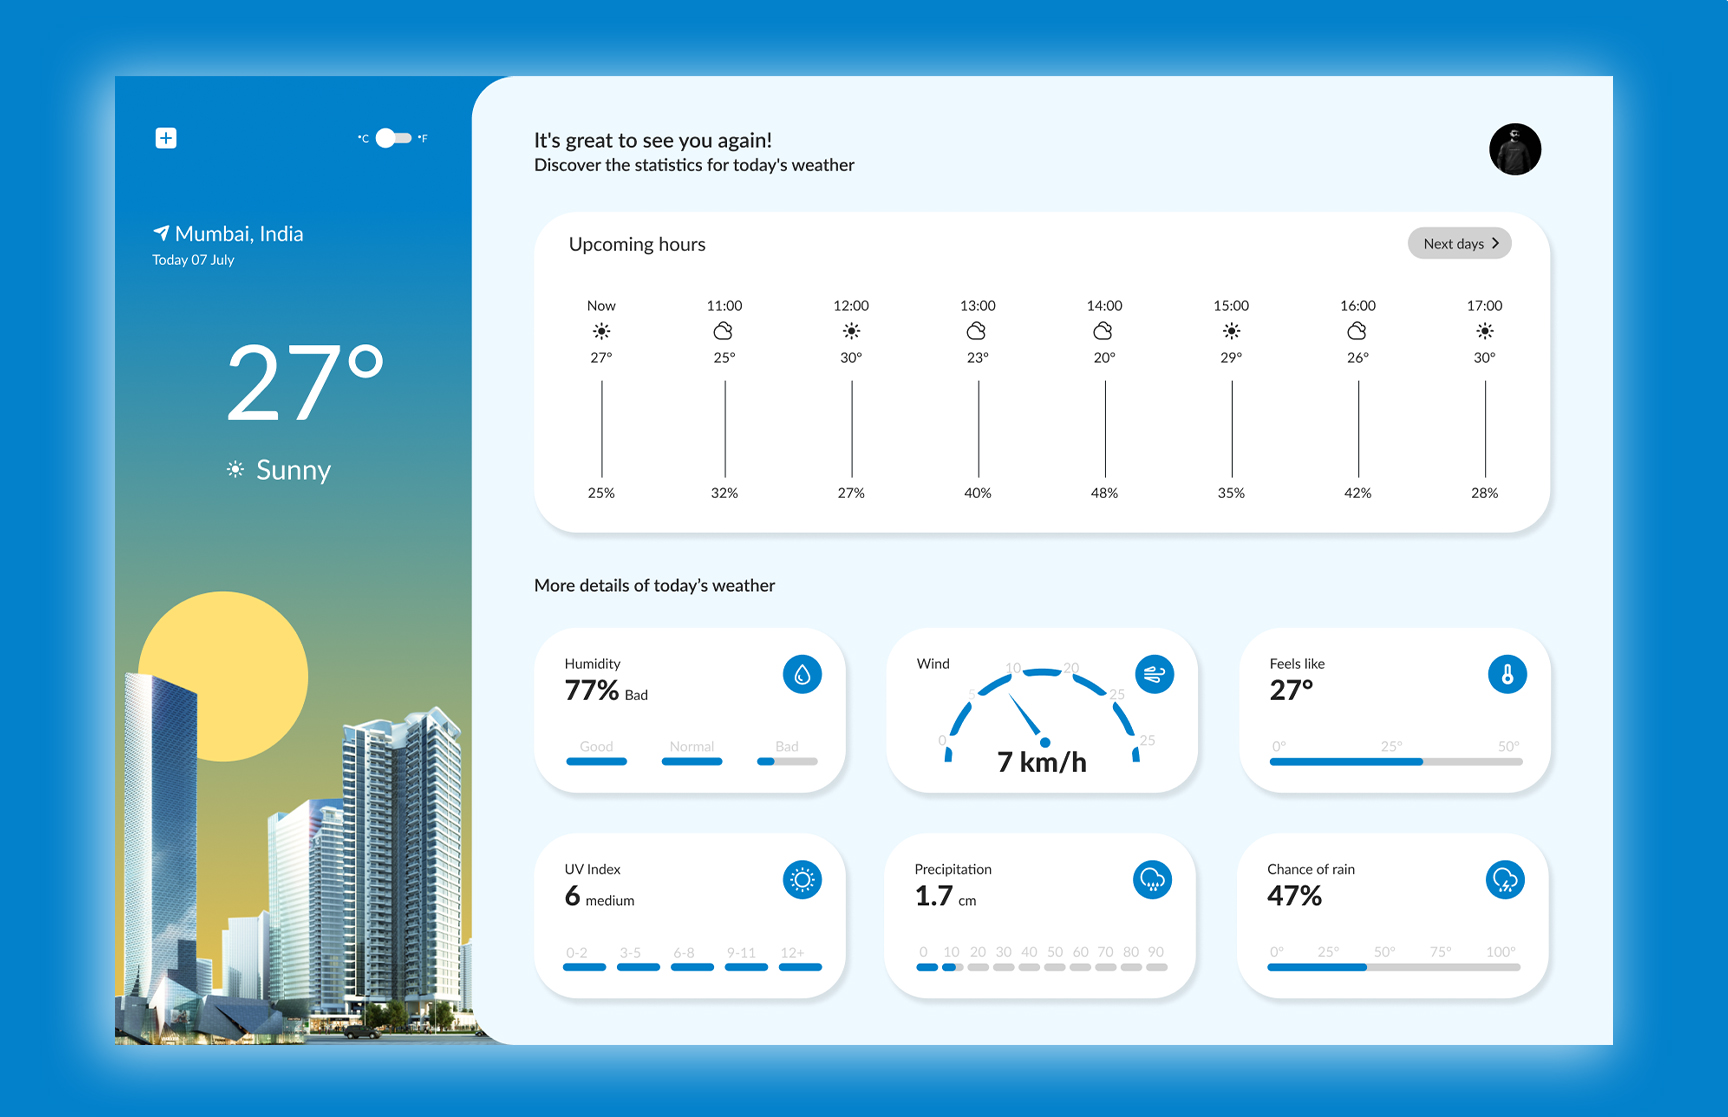 °C °F
Mumbai, India
Today 07 July
27°
Sunny
It's great to see you again!
Discover the statistics for today's weather
Upcoming hours
Next days
Now 11:00 12:00 13:00 14:00 15:00 16:00 17:00
27° 25° 30° 23° 20° 29° 26° 30°
25% 32% 27% 40% 48% 35% 42% 28%
More details of today’s weather
Humidity
77% Bad
Good Normal Bad
Wind
0 5 10 20 25 25
7 km/h
Feels like
27°
0° 25° 50°
UV Index
6 medium
0-2 3-5 6-8 9-11 12+
Precipitation
1.7 cm
0 10 20 30 40 50 60 70 80 90
Chance of rain
47%
0° 25° 50° 75° 100°